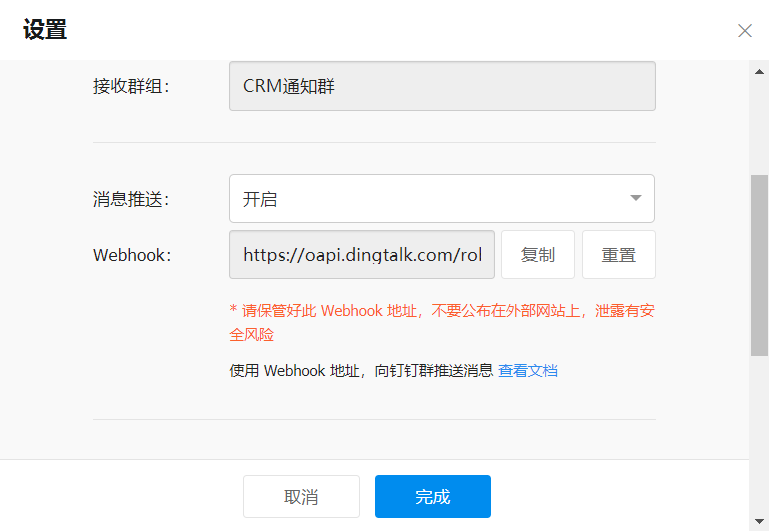 设置
接收群组：
CRM通知群
消息推送：
开启
Webhook：
https://oapi.dingtalk.com/rol
复制
重置
* 请保管好此 Webhook 地址，不要公布在外部网站上，泄露有安
全风险
使用 Webhook 地址，向钉钉群推送消息 查看文档
取消
完成